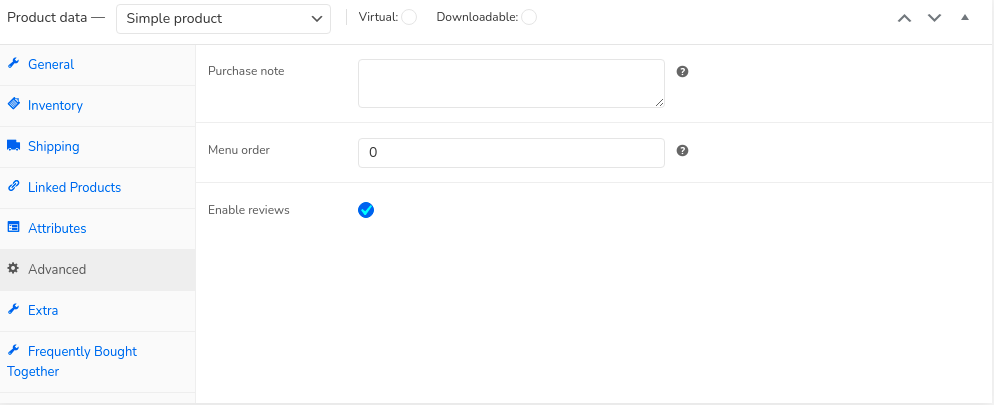 Product data — Simple product Virtual: Downloadable:
General
Inventory
Shipping
Linked Products
Attributes
Advanced
Extra
Frequently Bought
Together
Purchase note
Menu order 0
Enable reviews